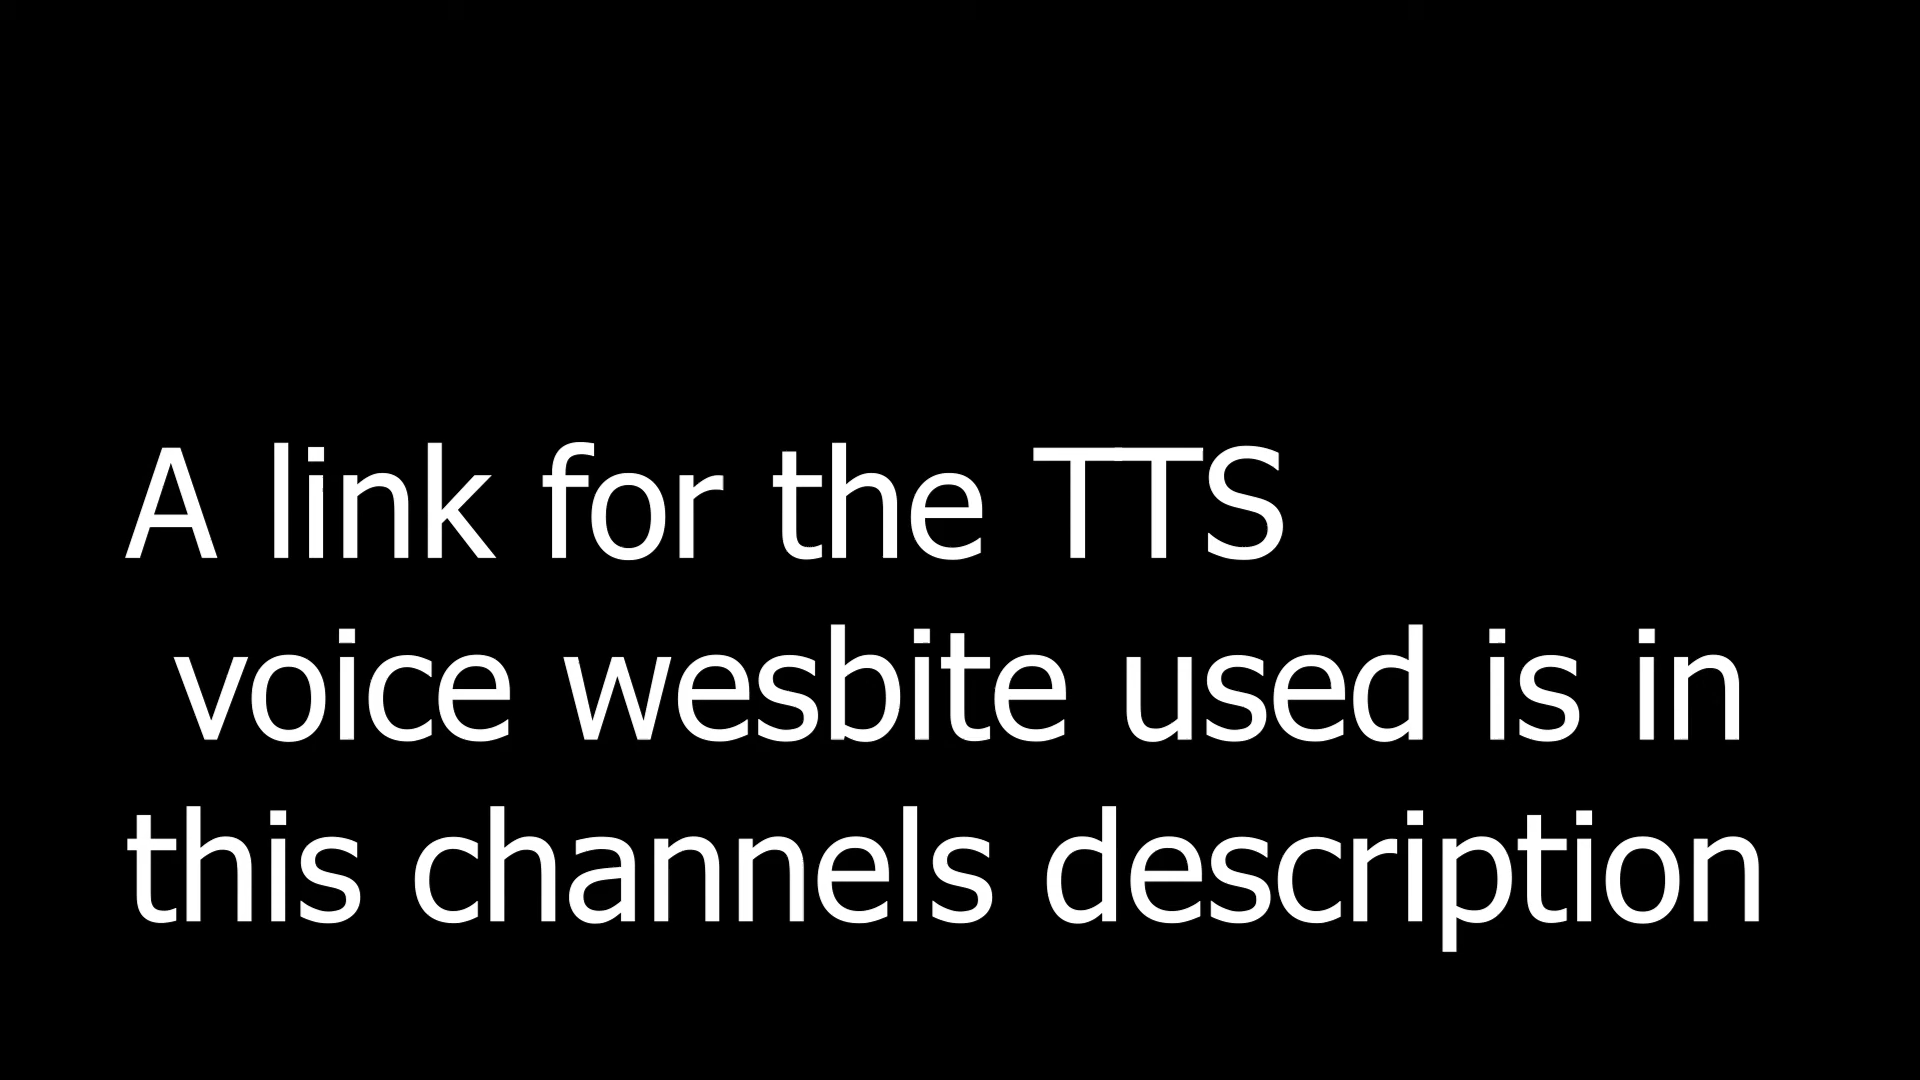 A link for the TTS
voice wesbite used is in
this channels description